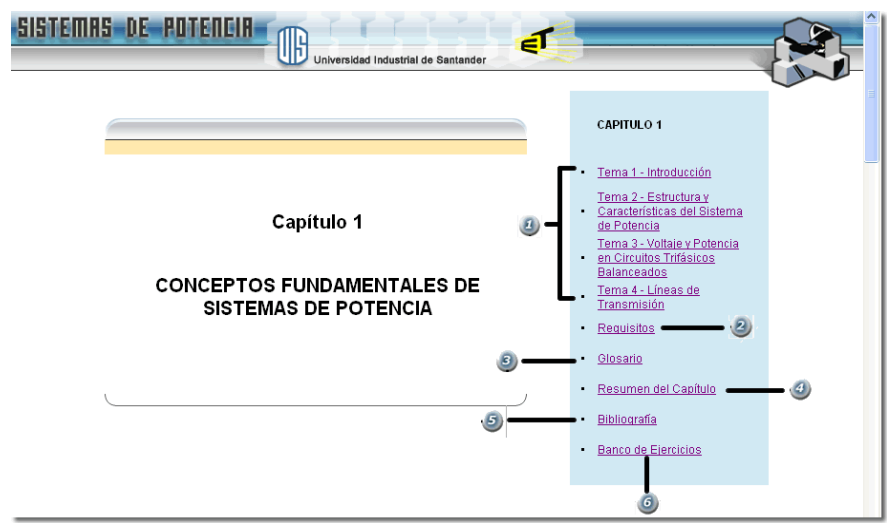 SISTEMAS DE POTENCIA
UIS
Universidad Industrial de Santander
Capítulo 1
CONCEPTOS FUNDAMENTALES DE
SISTEMAS DE POTENCIA
CAPITULO 1
Tema 1 - Introducción
Tema 2 - Estructura y
Características del Sistema
de Potencia
Tema 3 - Voltaje y Potencia
en Circuitos Trifásicos
Balanceados
Tema 4 - Líneas de
Transmisión
Requisitos
Glosario
Resumen del Capítulo
Bibliografía
Banco de Ejercicios
1
2
3
4
5
6